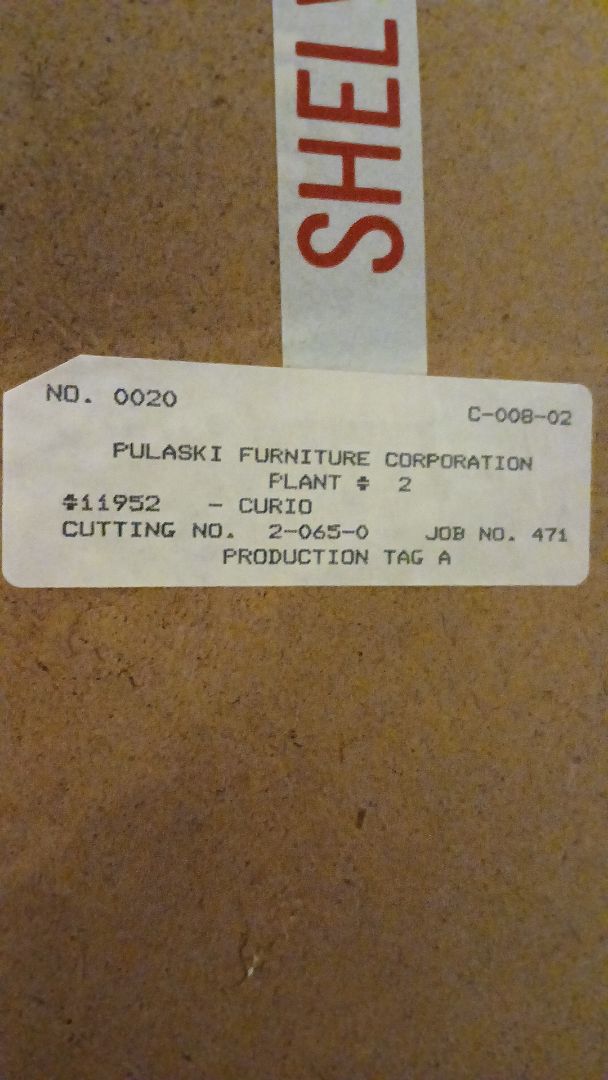 SHELV
NO. 0020
C-008-02
PULASKI FURNITURE CORPORATION
PLANT # 2
#11952 - CURIO
CUTTING NO. 2-065-0 JOB NO. 471
PRODUCTION TAG A